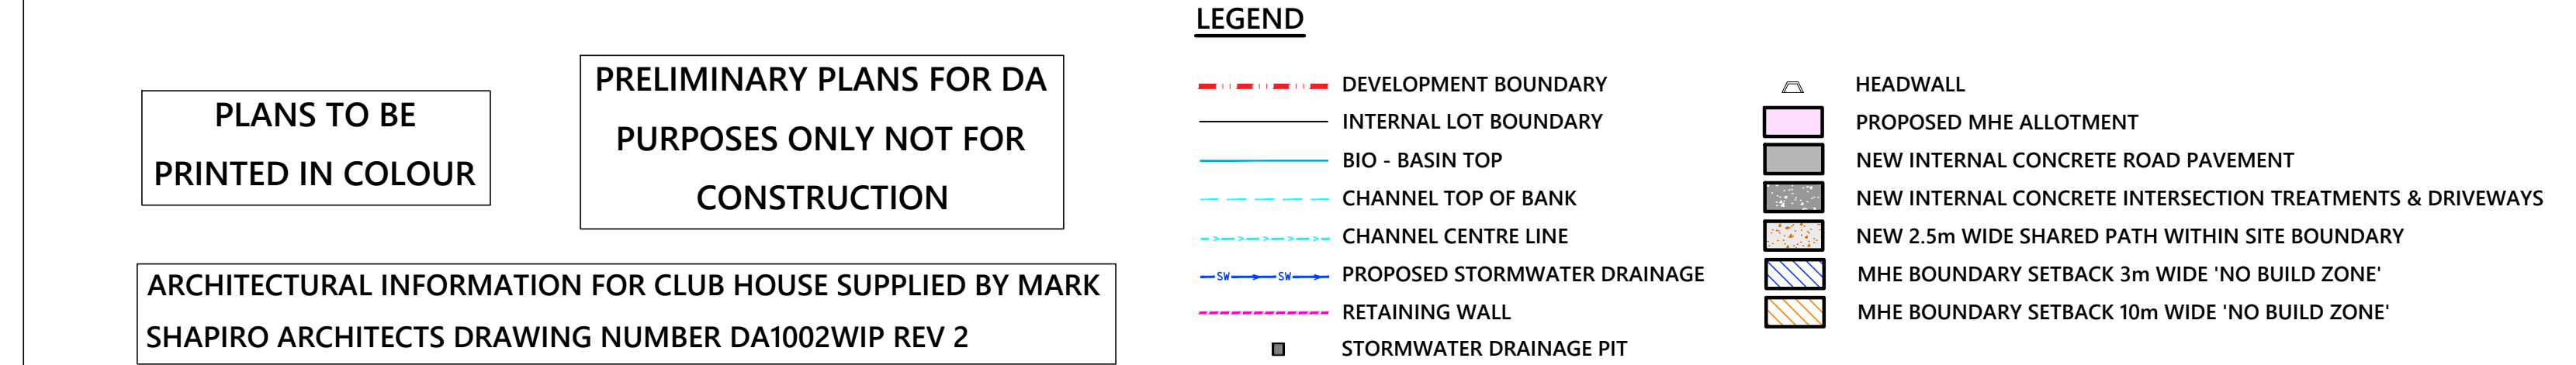 PLANS TO BE
PRINTED IN COLOUR
PRELIMINARY PLANS FOR DA
PURPOSES ONLY NOT FOR
CONSTRUCTION
ARCHITECTURAL INFORMATION FOR CLUB HOUSE SUPPLIED BY MARK
SHAPIRO ARCHITECTS DRAWING NUMBER DA1002WIP REV 2
LEGEND
DEVELOPMENT BOUNDARY
INTERNAL LOT BOUNDARY
BIO - BASIN TOP
CHANNEL TOP OF BANK
CHANNEL CENTRE LINE
SW SW PROPOSED STORMWATER DRAINAGE
RETAINING WALL
STORMWATER DRAINAGE PIT
HEADWALL
PROPOSED MHE ALLOTMENT
NEW INTERNAL CONCRETE ROAD PAVEMENT
NEW INTERNAL CONCRETE INTERSECTION TREATMENTS & DRIVEWAYS
NEW 2.5m WIDE SHARED PATH WITHIN SITE BOUNDARY
MHE BOUNDARY SETBACK 3m WIDE 'NO BUILD ZONE'
MHE BOUNDARY SETBACK 10m WIDE 'NO BUILD ZONE'